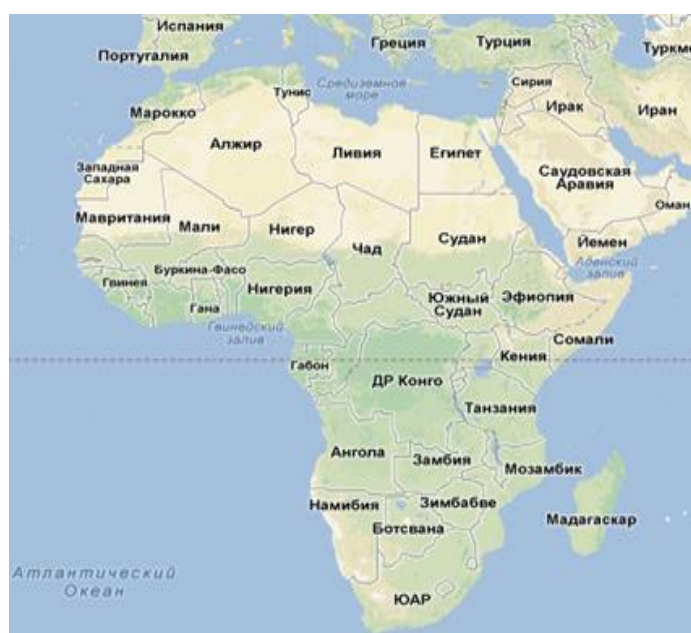 Испания
Португалия
Греция
Турция
Туркм
Средиземное
море
Тунис
Сирия
Ирак
Иран
Марокко
Алжир
Ливия
Египет
Западная
Сахара
Саудовская
Аравия
Оман
Мавритания
Мали
Нигер
Чад
Судан
Йемен
Аденский
залив
Гвинея
Буркина-Фасо
Гана
Нигерия
Южный
Судан
Эфиопия
Гвинейский
залив
Сомали
Габон
ДР Конго
Кения
Танзания
Ангола
Замбия
Мозамбик
Намибия
Зимбабве
Ботсвана
Мадагаскар
Атлантический
Океан
ЮАР